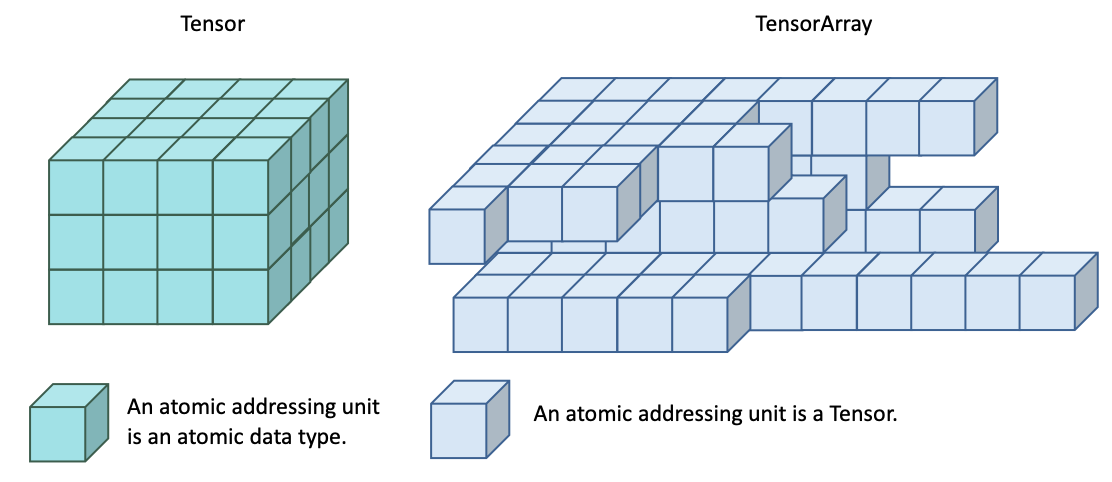 Tensor
TensorArray
An atomic addressing unit
is an atomic data type.
An atomic addressing unit is a Tensor.